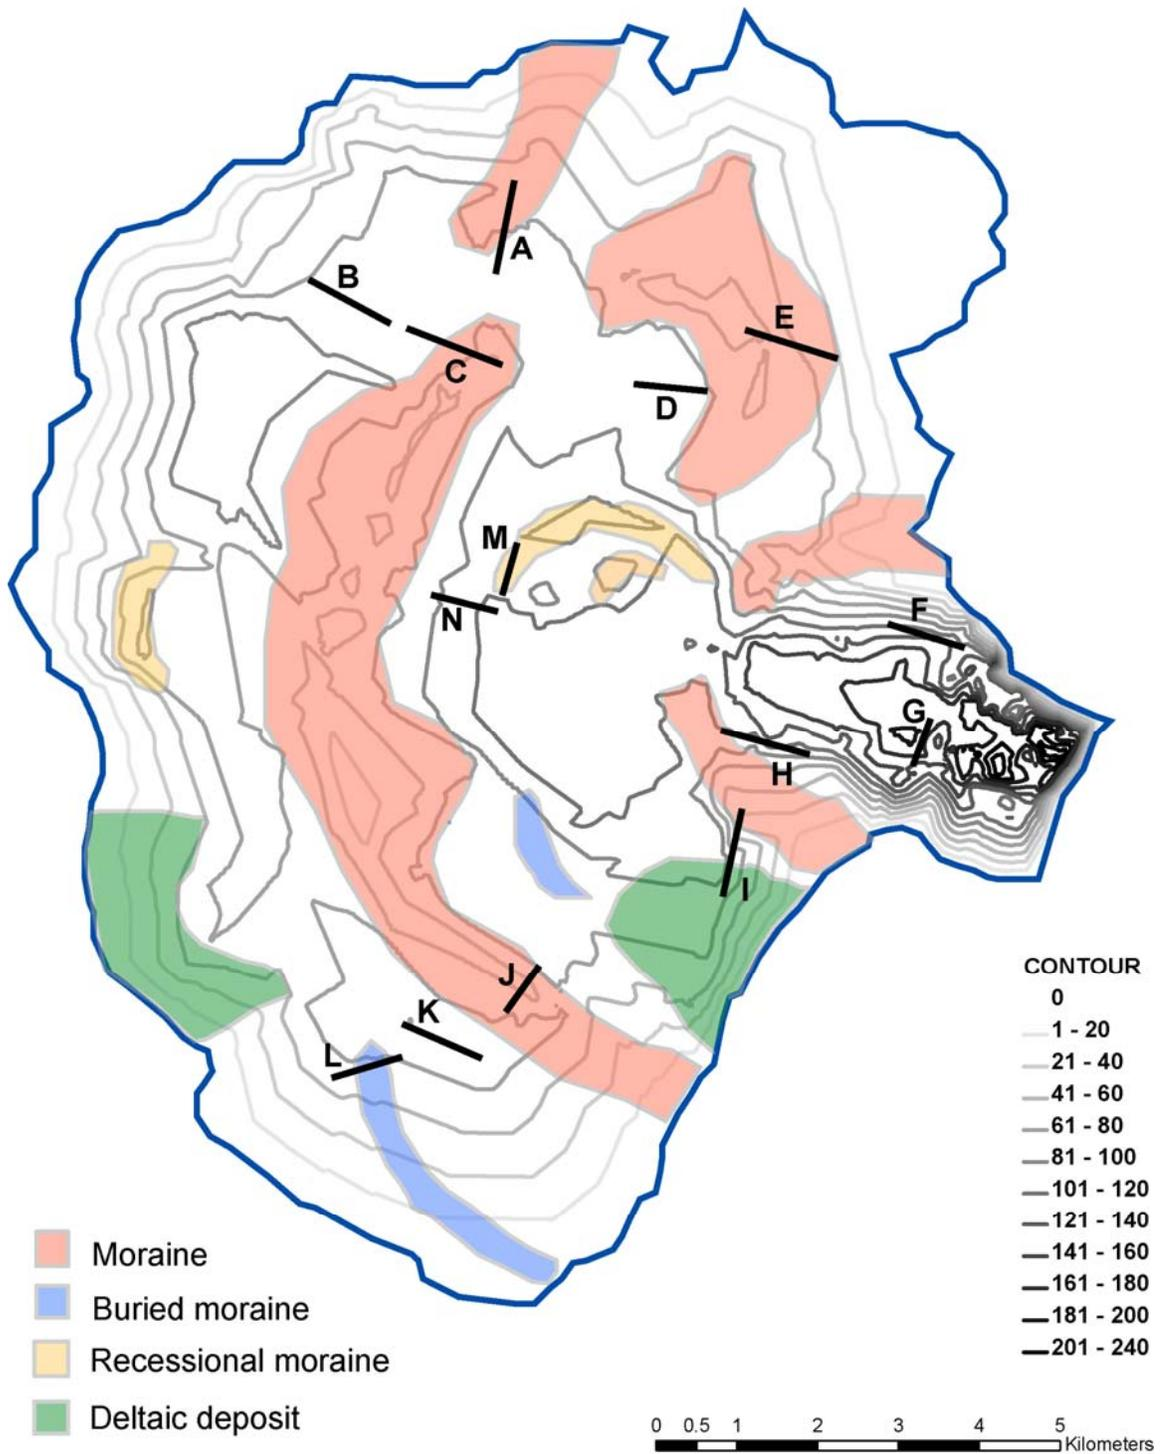 A
B
E
C
D
M
N
F
G
H
I
J
K
L
CONTOUR
0
1 - 20
21 - 40
41 - 60
61 - 80
81 - 100
101 - 120
121 - 140
141 - 160
161 - 180
181 - 200
201 - 240
Moraine
Buried moraine
Recessional moraine
Deltaic deposit
0 0.5 1 2 3 4 5
Kilometers